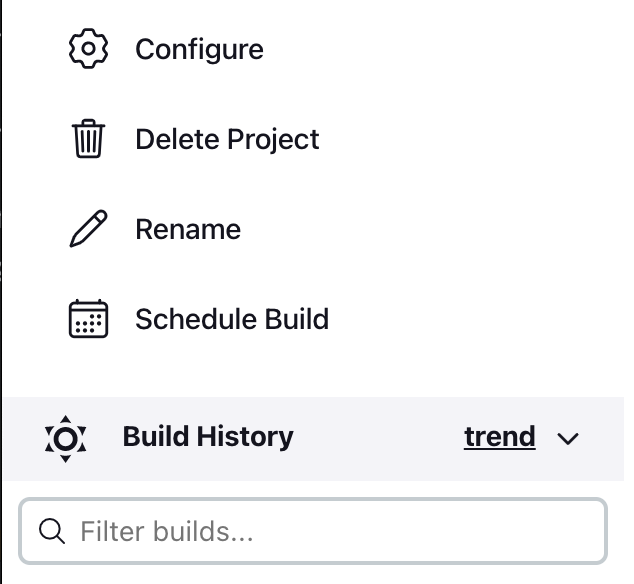 Configure
Delete Project
Rename
Schedule Build
Build History trend
Filter builds...